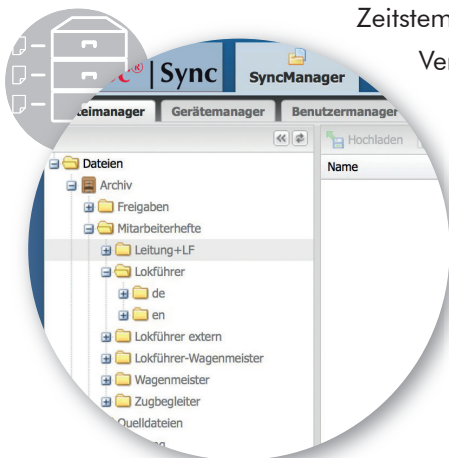 Zeitstem
Ver
Sync SyncManager
eimanager Gerätemanager Benutzermanager
Hochladen
Name
Dateien
Archiv
Freigaben
Mitarbeiterhefte
Leitung+LF
Lokführer
de
en
Lokführer extern
Lokführer-Wagenmeister
Wagenmeister
Zugbegleiter
Quelldateien